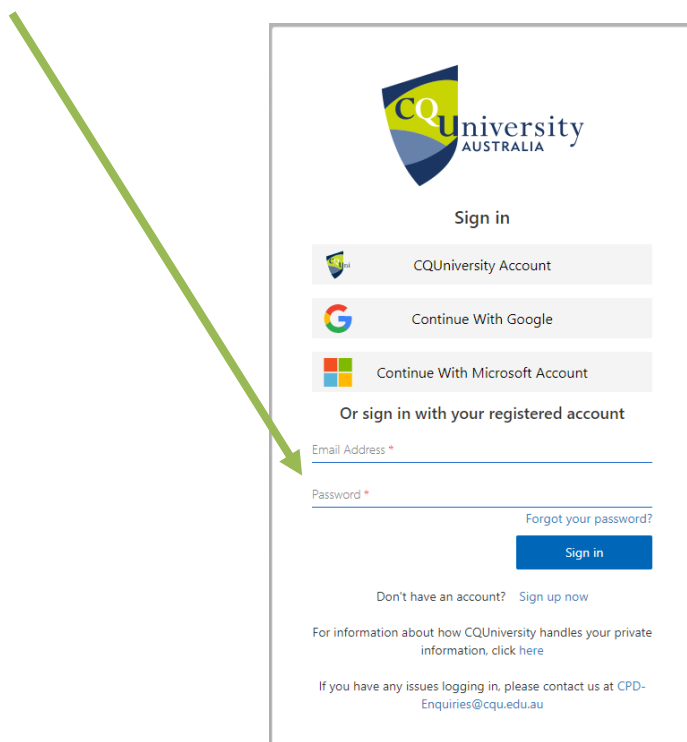 CQUniversity
AUSTRALIA
Sign in
CQUni
CQUniversity Account
Continue With Google
Continue With Microsoft Account
Or sign in with your registered account
Email Address *
Password *
Forgot your password?
Sign in
Don't have an account? Sign up now
For information about how CQUniversity handles your private
information, click here
If you have any issues logging in, please contact us at CPD-
Enquiries@cqu.edu.au